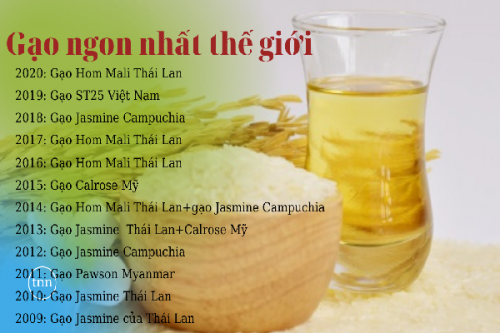 Gạo ngon nhất thế giới
2020: Gạo Hom Mali Thái Lan
2019: Gạo ST25 Việt Nam
2018: Gạo Jasmine Campuchia
2017: Gạo Hom Mali Thái Lan
2016: Gạo Hom Mali Thái Lan
2015: Gạo Calrose Mỹ
2014: Gạo Hom Mali Thái Lan+gạo Jasmine Campuchia
2013: Gạo Jasmine Thái Lan+Calrose Mỹ
2012: Gạo Jasmine Campuchia
2011: Gạo Pawson Myanmar
2010: Gạo Jasmine Thái Lan
2009: Gạo Jasmine của Thái Lan
tnn